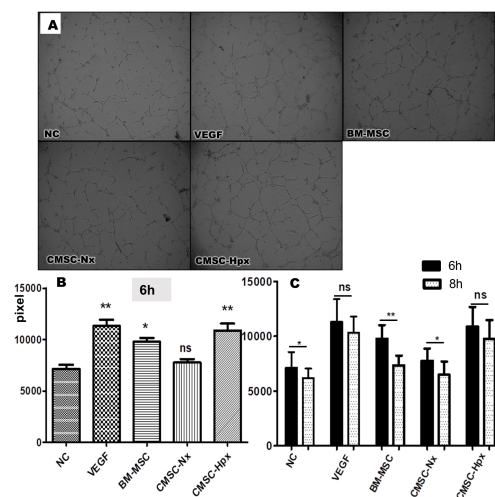 A
NC
VEGF
BM-MSC
CMSC-Nx
CMSC-Hpx
B
6h
pixel
15000
10000
5000
0
**
*
ns
**
NC
VEGF
BM-MSC
CMSC-Nx
CMSC-Hpx
C
6h
8h
15000
10000
5000
0
*
ns
**
*
ns
NC
VEGF
BM-MSC
CMSC-Nx
CMSC-Hpx